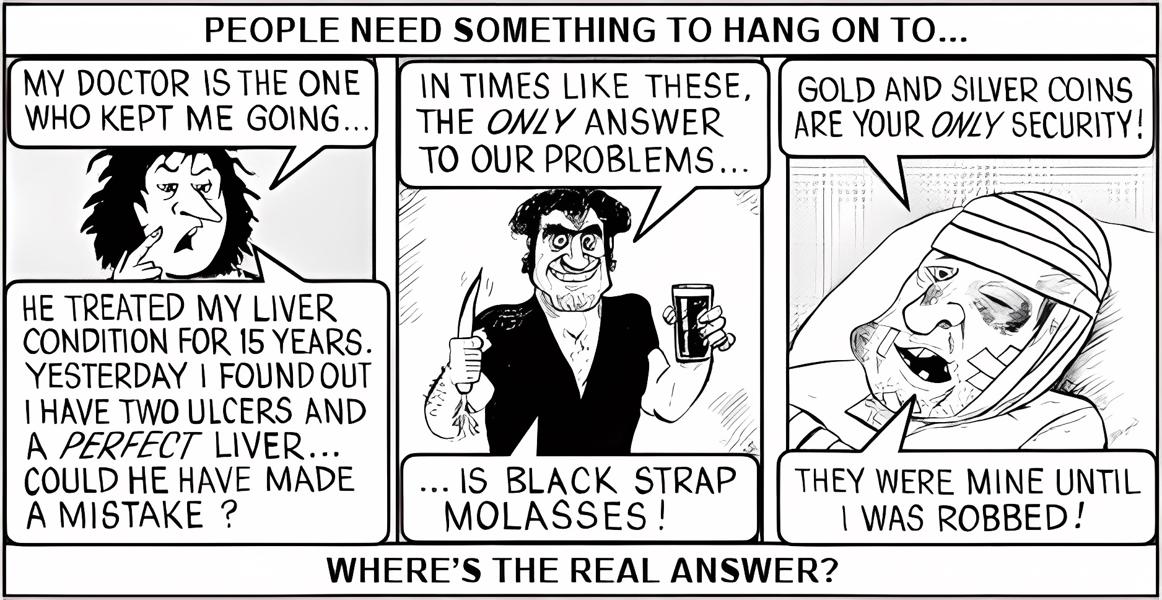 PEOPLE NEED SOMETHING TO HANG ON TO...
MY DOCTOR IS THE ONE
WHO KEPT ME GOING...
HE TREATED MY LIVER
CONDITION FOR 15 YEARS.
YESTERDAY I FOUND OUT
I HAVE TWO ULCERS AND
A PERFECT LIVER...
COULD HE HAVE MADE
A MISTAKE ?
IN TIMES LIKE THESE,
THE ONLY ANSWER
TO OUR PROBLEMS...
...IS BLACK STRAP
MOLASSES!
GOLD AND SILVER COINS
ARE YOUR ONLY SECURITY!
THEY WERE MINE UNTIL
I WAS ROBBED!
WHERE'S THE REAL ANSWER?